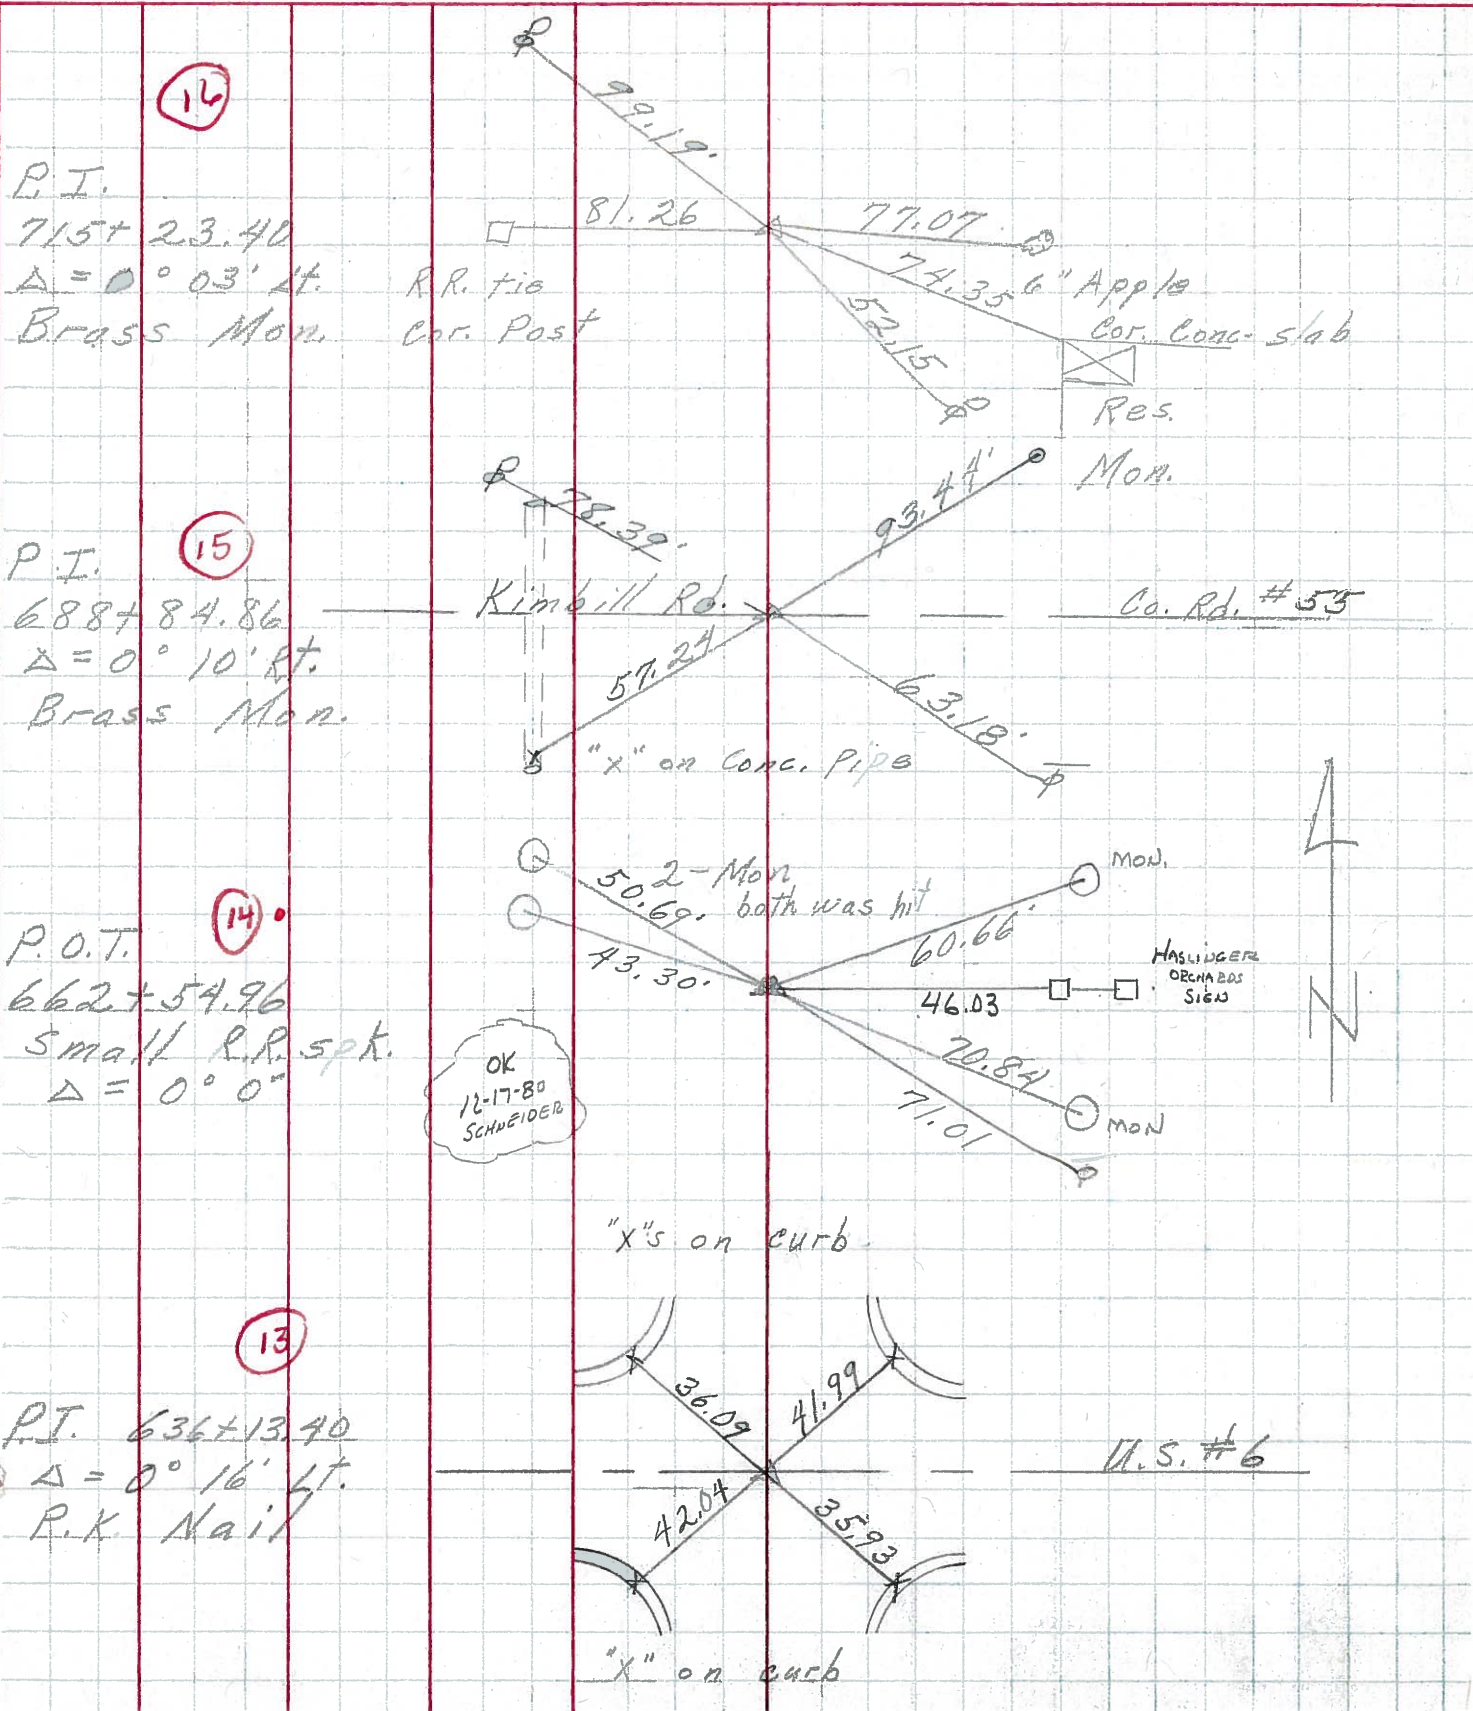 16
P.I.
715+23.40
Δ = 0° 03' Lt.
Brass Mon.
99.19'
81.26
77.07
R.R. tie
Cor. Post
6" Apple
74.35
Cor. Conc. slab
52.15
Res.
15
P.I.
688+84.86
Δ = 0° 10' Rt.
Brass Mon.
78.39'
93.44'
Mon.
Kimbill Rd.
Co. Rd. #55
57.24
63.18'
"x" on Conc. Pipe
14
P.O.T.
662+54.96
Small R.R. spk.
Δ = 0° 0"
2-Mon
both was hit
50.69'
43.30'
MON.
60.66'
46.03
HASLINGER
ORCHARDS
SIGN
70.84
MON
71.01
OK
12-17-80
SCHNEIDER
N
"x"s on curb
13
P.I. 636+13.40
Δ = 0° 16' Lt.
P.K. Nail
36.09
41.99
U.S. #6
42.04
35.93
"x" on curb